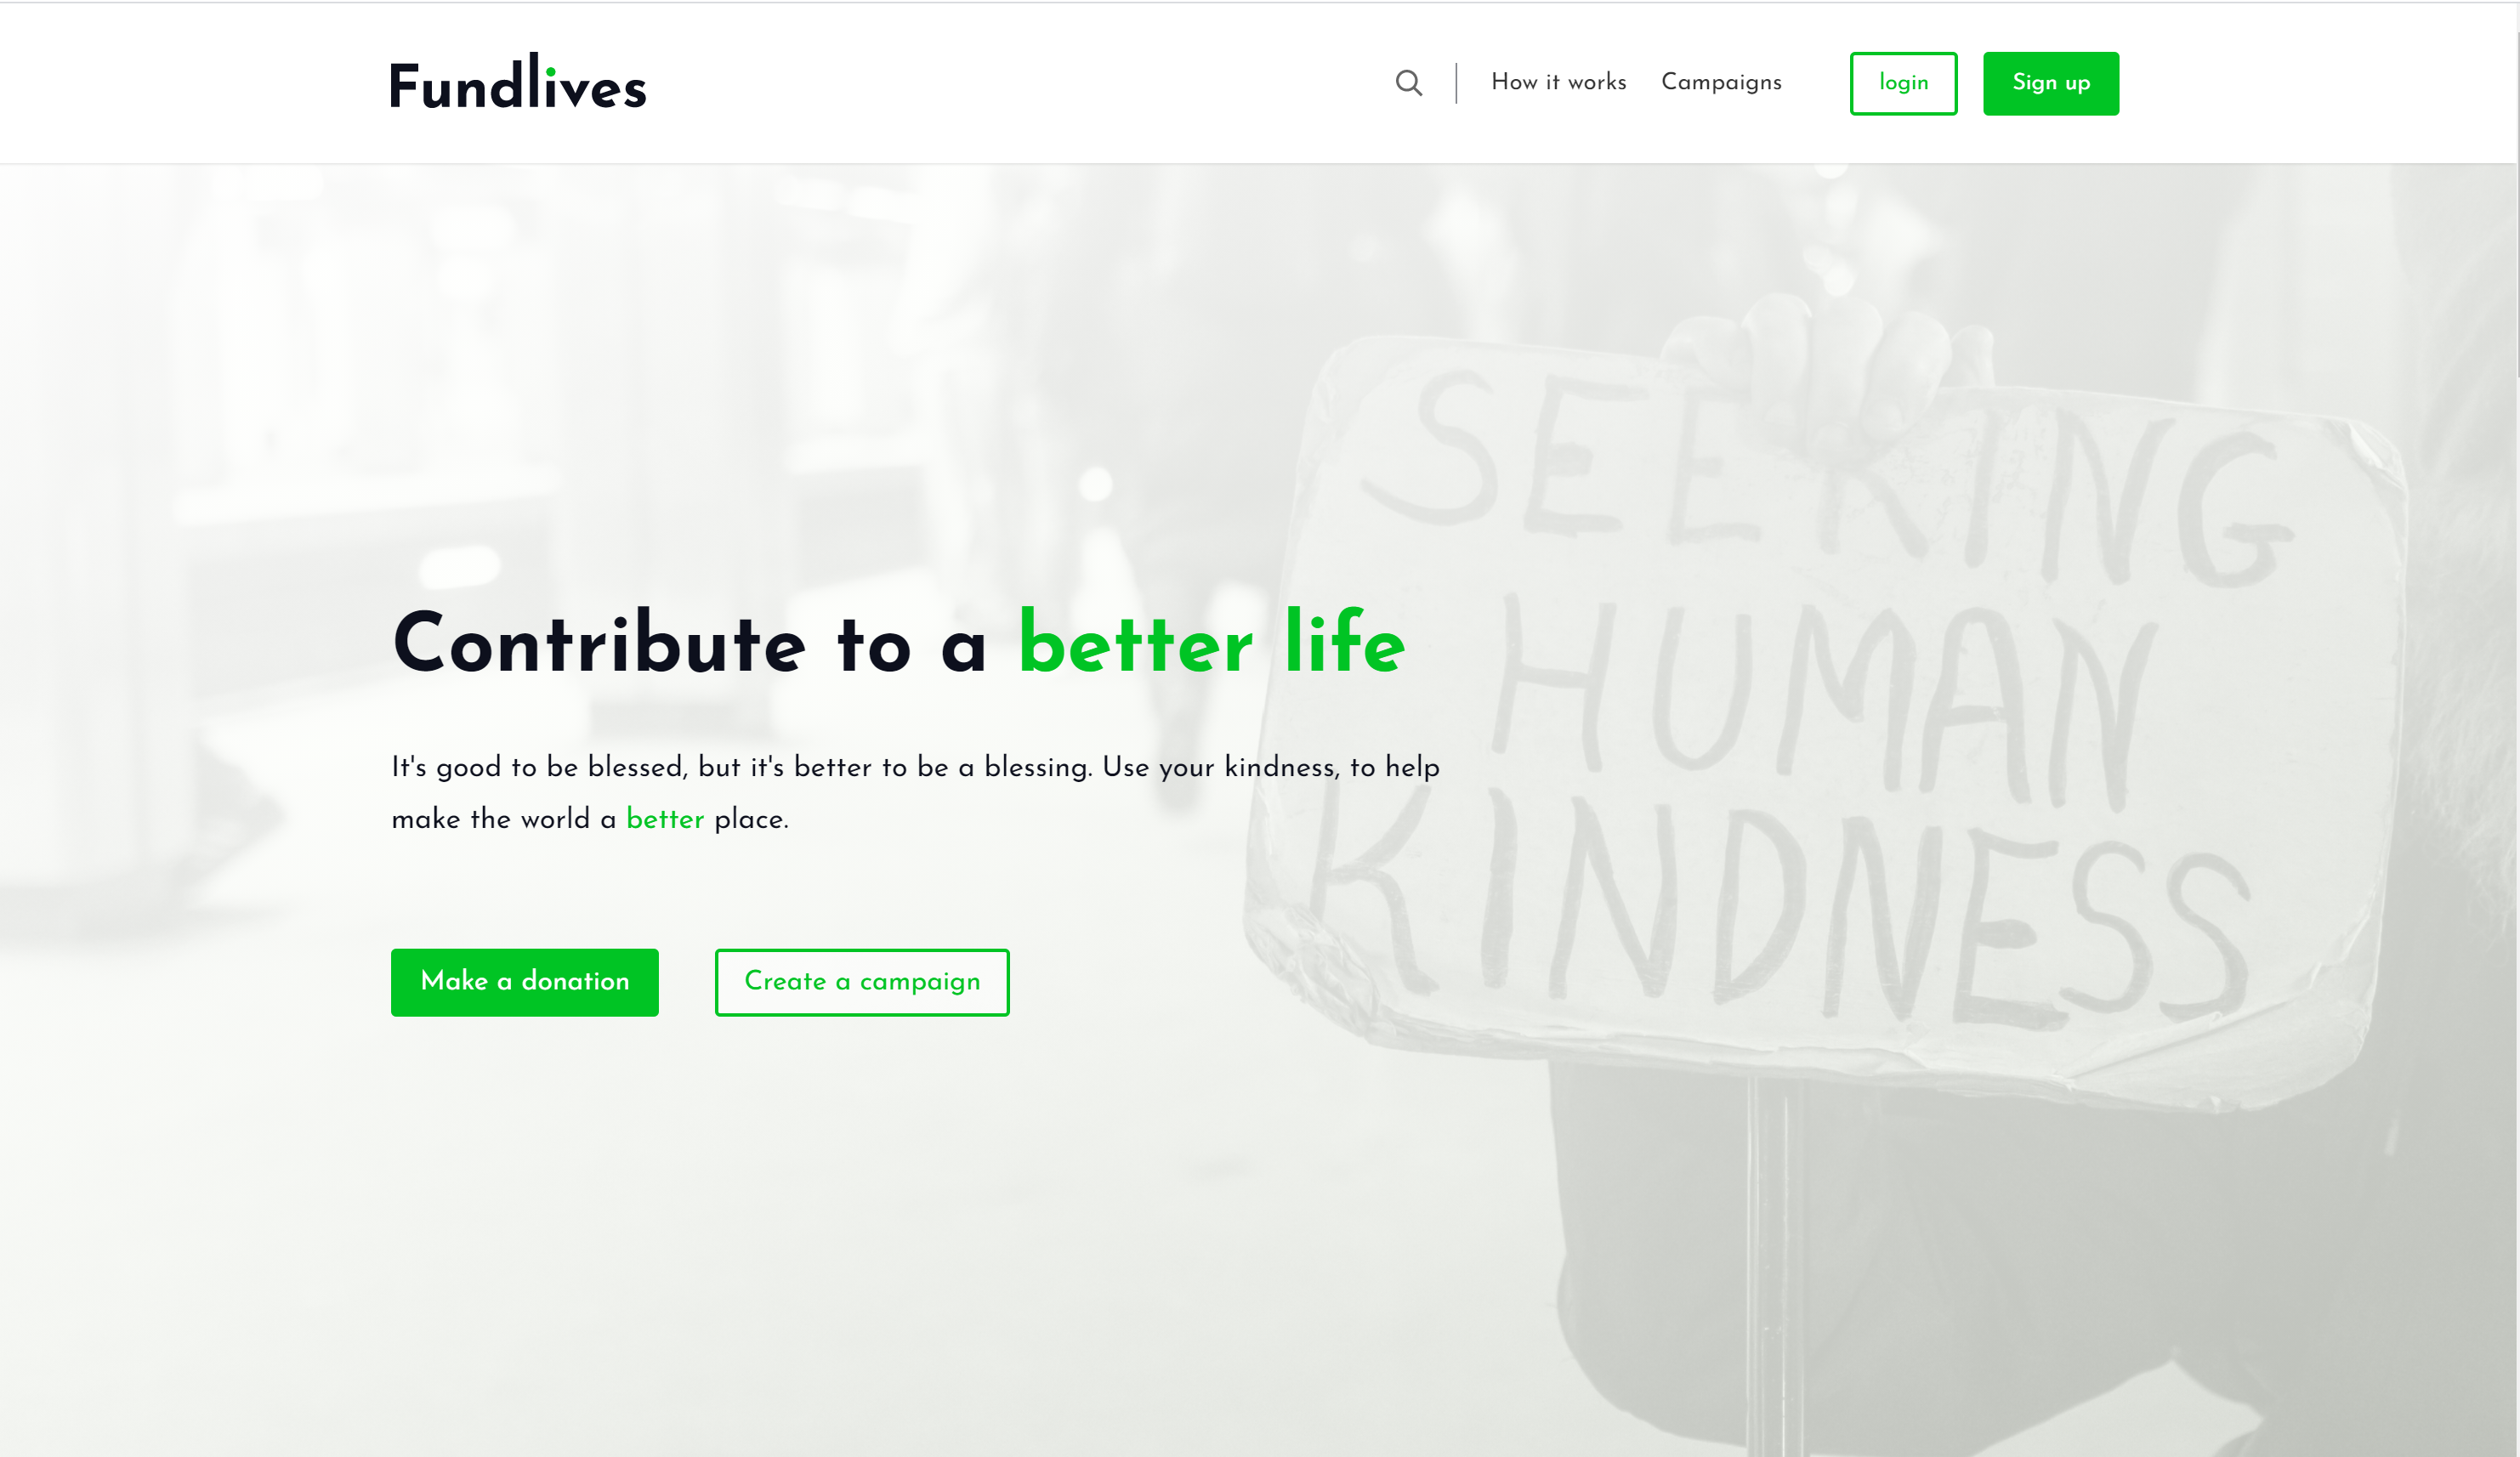 Fundlives
How it works
Campaigns
login
Sign up
SEEKING
HUMAN
KINDNESS
Contribute to a better life
It's good to be blessed, but it's better to be a blessing. Use your kindness, to help
make the world a better place.
Make a donation
Create a campaign